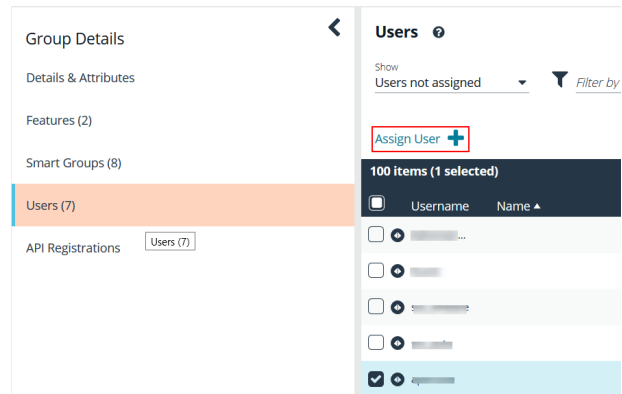 Group Details
Details & Attributes
Features (2)
Smart Groups (8)
Users (7)
API Registrations
Users (7)
Users
Show
Users not assigned
Filter by
Assign User
100 items (1 selected)
Username Name
...